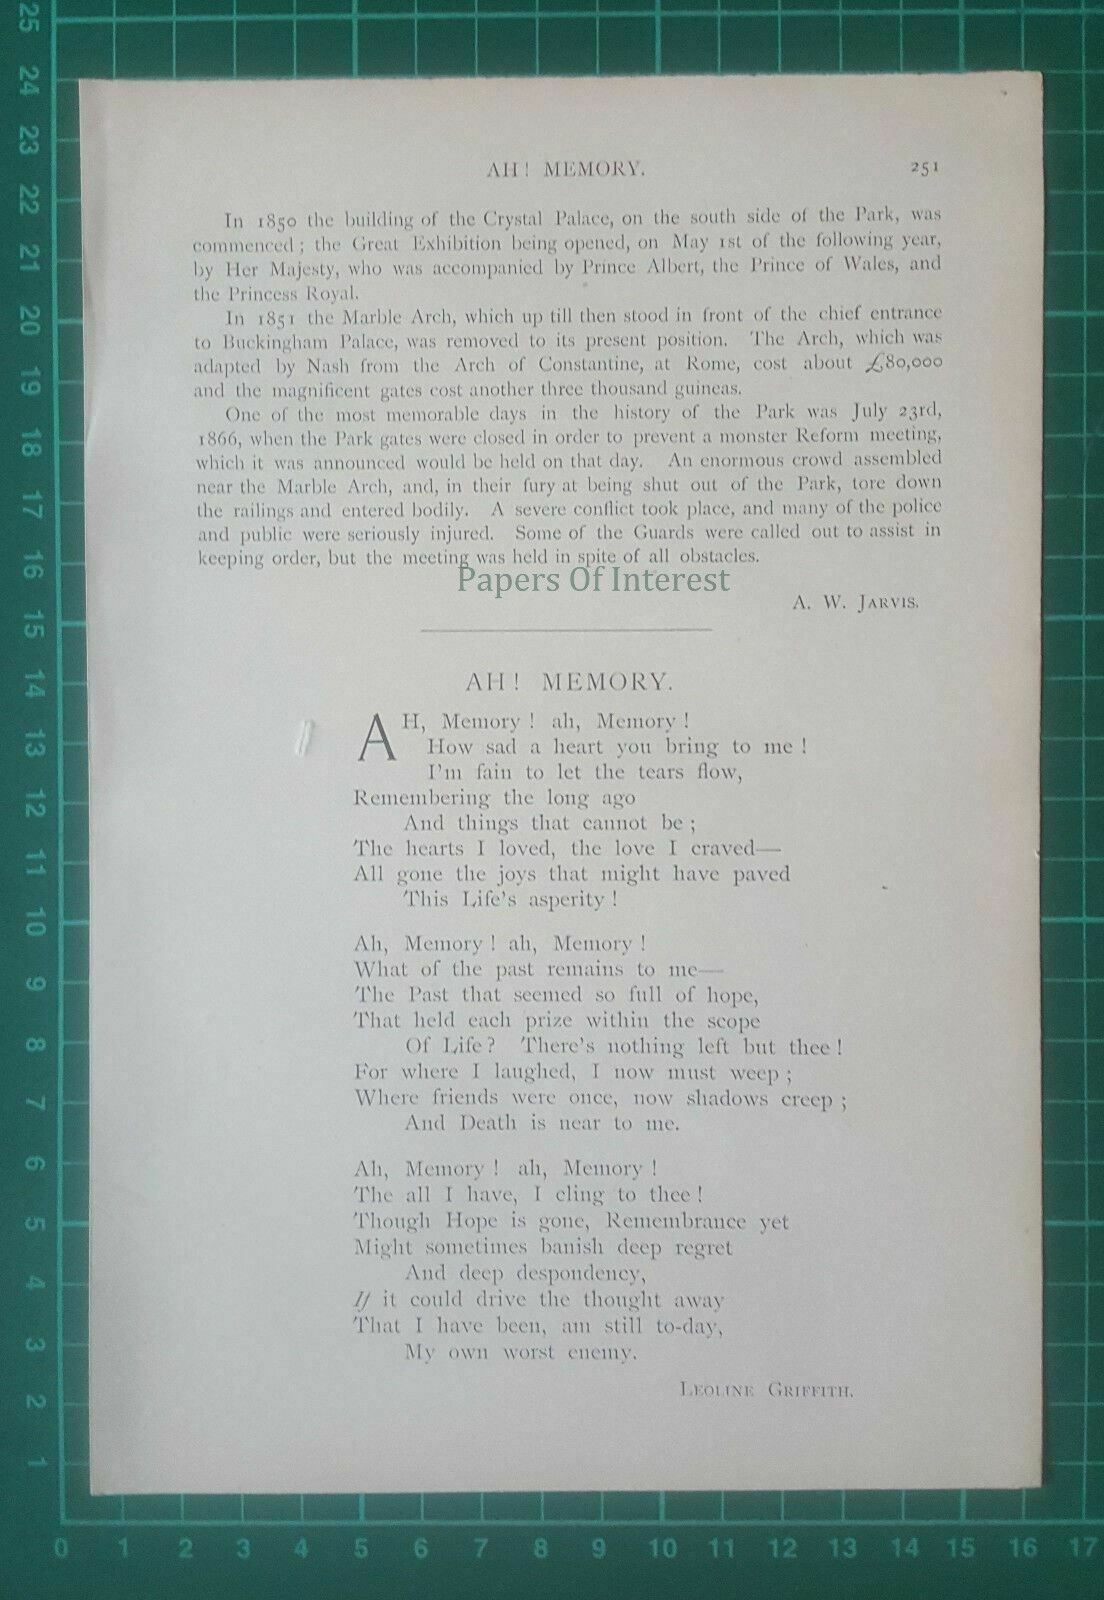 AH! MEMORY. 251
In 1850 the building of the Crystal Palace, on the south side of the Park, was
commenced; the Great Exhibition being opened, on May 1st of the following year,
by Her Majesty, who was accompanied by Prince Albert, the Prince of Wales, and
the Princess Royal.
In 1851 the Marble Arch, which up till then stood in front of the chief entrance
to Buckingham Palace, was removed to its present position. The Arch, which was
adapted by Nash from the Arch of Constantine, at Rome, cost about £80,000
and the magnificent gates cost another three thousand guineas.
One of the most memorable days in the history of the Park was July 23rd,
1866, when the Park gates were closed in order to prevent a monster Reform meeting,
which it was announced would be held on that day. An enormous crowd assembled
near the Marble Arch, and, in their fury at being shut out of the Park, tore down
the railings and entered bodily. A severe conflict took place, and many of the police
and public were seriously injured. Some of the Guards were called out to assist in
keeping order, but the meeting was held in spite of all obstacles.
Papers Of Interest
A. W. JARVIS.
AH! MEMORY.
AH, Memory! ah, Memory!
How sad a heart you bring to me!
I'm fain to let the tears flow,
Remembering the long ago
And things that cannot be;
The hearts I loved, the love I craved—
All gone the joys that might have paved
This Life's asperity!
Ah, Memory! ah, Memory!
What of the past remains to me—
The Past that seemed so full of hope,
That held each prize within the scope
Of Life? There's nothing left but thee!
For where I laughed, I now must weep;
Where friends were once, now shadows creep;
And Death is near to me.
Ah, Memory! ah, Memory!
The all I have, I cling to thee!
Though Hope is gone, Remembrance yet
Might sometimes banish deep regret
And deep despondency,
If it could drive the thought away
That I have been, am still to-day,
My own worst enemy.
LEOLINE GRIFFITH.
25
24
23
22
21
20
19
18
17
16
15
14
13
12
11
10
9
8
7
6
5
4
3
2
1
0 1 2 3 4 5 6 7 8 9 10 11 12 13 14 15 16 17